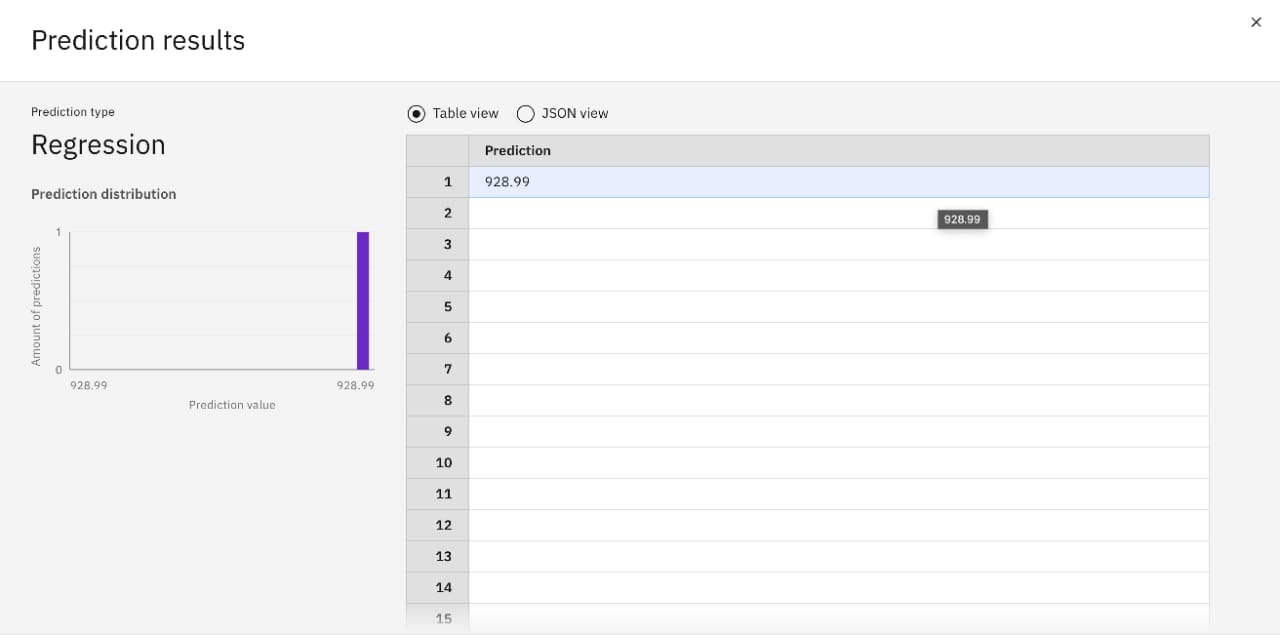 Prediction results
Prediction type
Regression
Prediction distribution
Amount of predictions
1
0
928.99 928.99
Prediction value
Table view JSON view
Prediction
1 928.99
2
928.99
3
4
5
6
7
8
9
10
11
12
13
14
15